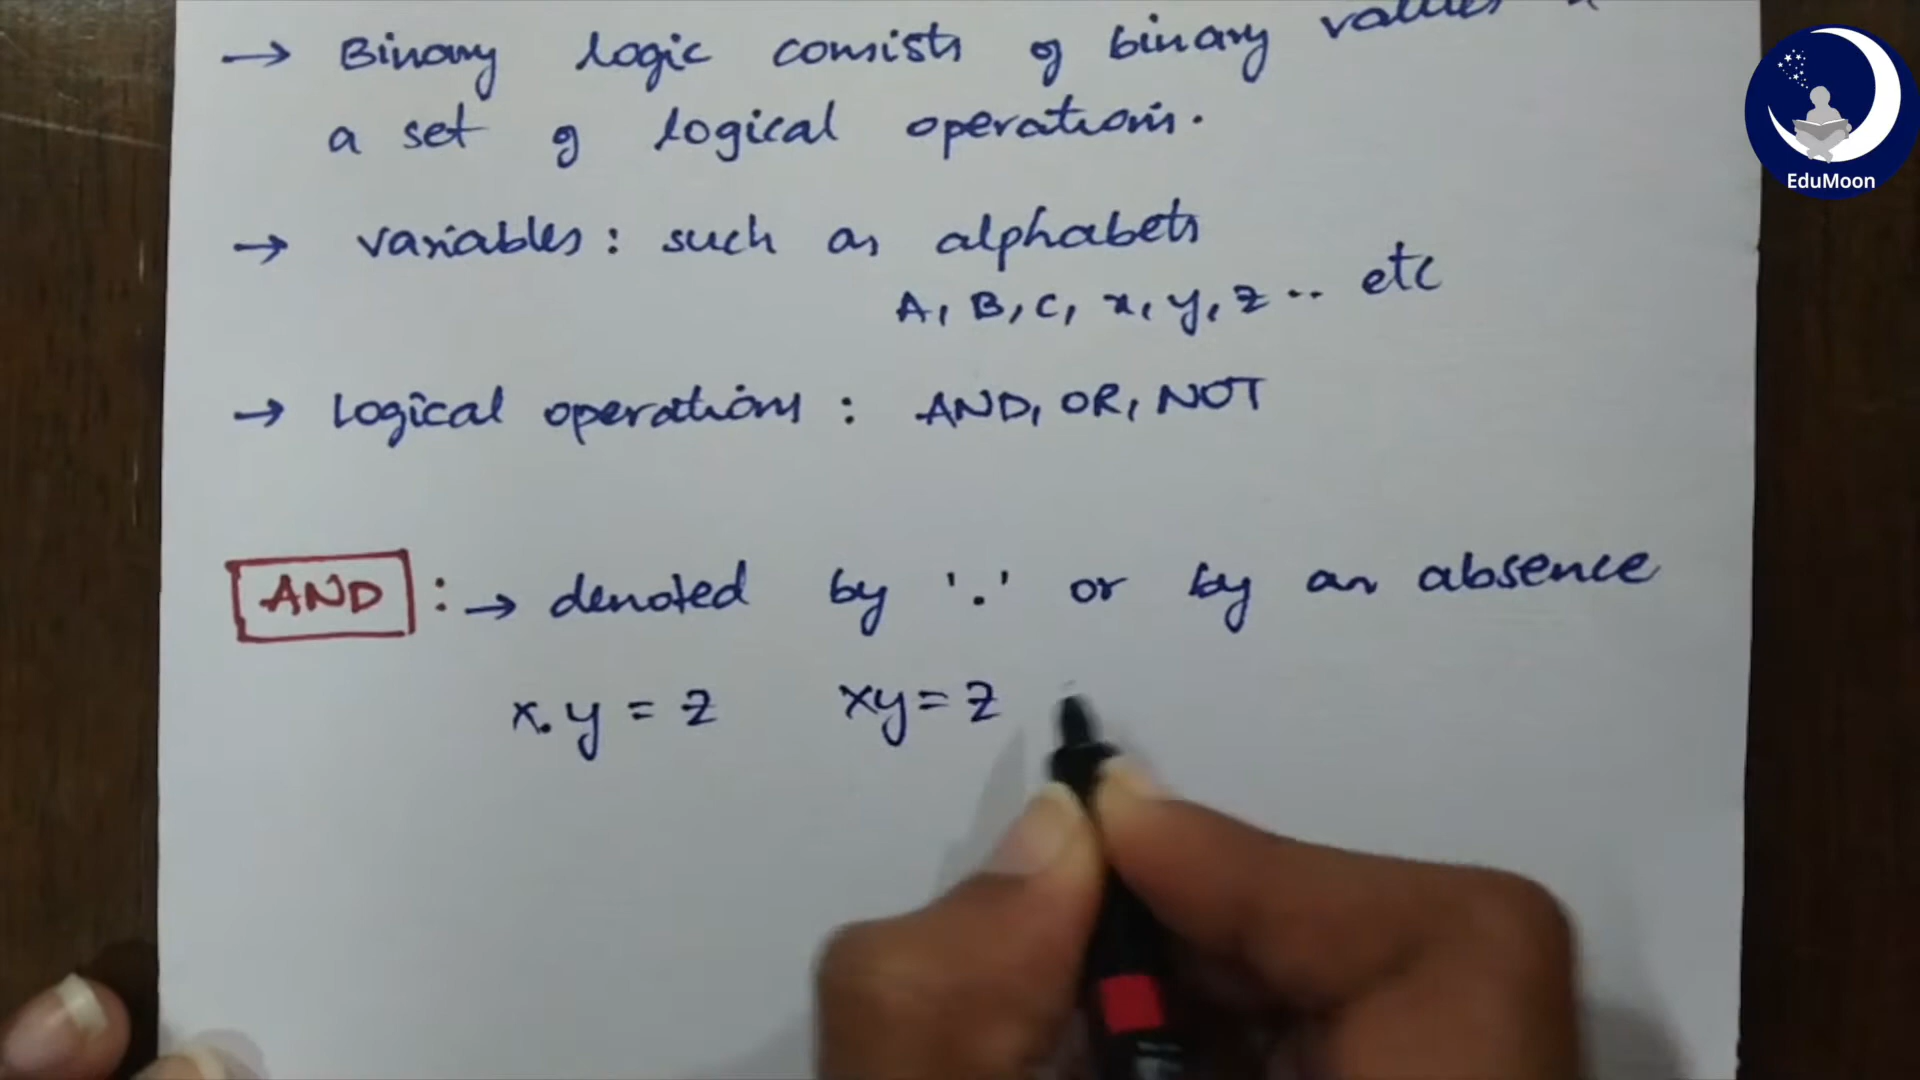 → Binary logic consists of binary values
a set of logical operations.
EduMoon
→ variables: such as alphabets
A, B, C, x, y, z .. etc
→ Logical operations : AND, OR, NOT
AND : → denoted by '.' or by an absence
x.y = z xy = z